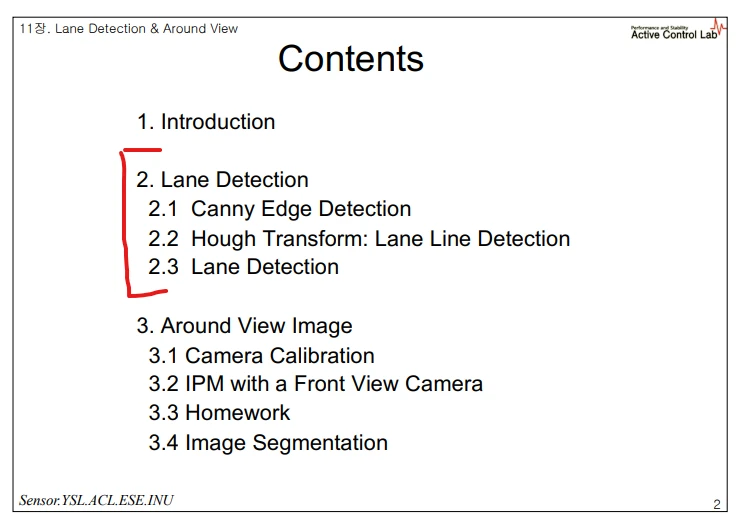 11장. Lane Detection & Around View
Performance and Stability
Active Control Lab
Contents
1. Introduction
2. Lane Detection
2.1 Canny Edge Detection
2.2 Hough Transform: Lane Line Detection
2.3 Lane Detection
3. Around View Image
3.1 Camera Calibration
3.2 IPM with a Front View Camera
3.3 Homework
3.4 Image Segmentation
Sensor.YSL.ACL.ESE.INU
2